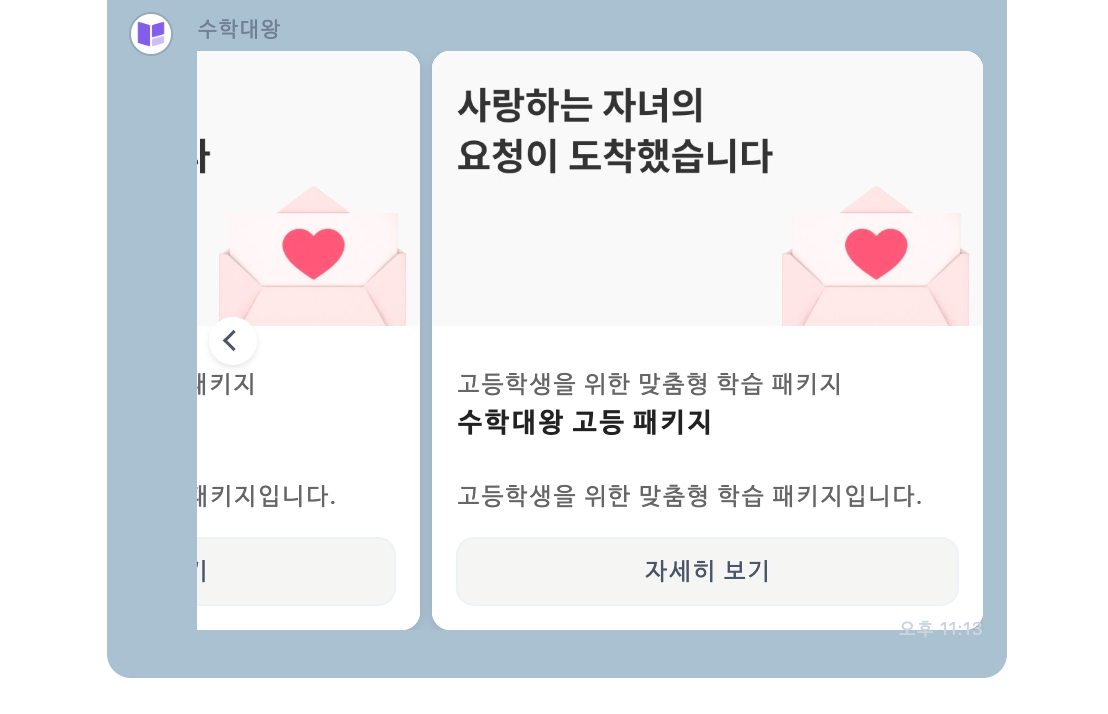 수학대왕
사랑하는 자녀의
요청이 도착했습니다
고등학생을 위한 맞춤형 학습 패키지
수학대왕 고등 패키지
고등학생을 위한 맞춤형 학습 패키지입니다.
자세히 보기
다
패키지
패키지입니다.
기
오후 11:13